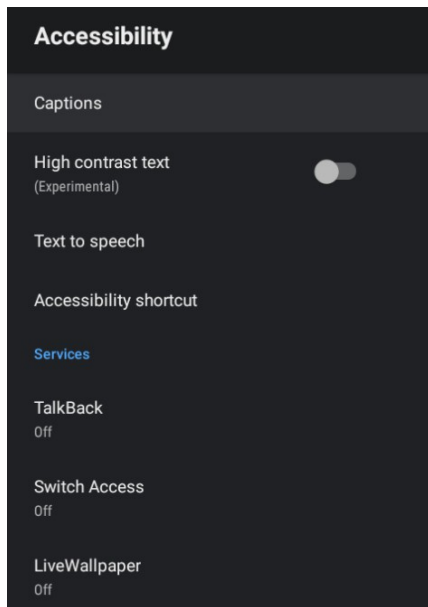 Accessibility
Captions
High contrast text
(Experimental)
Text to speech
Accessibility shortcut
Services
TalkBack
Off
Switch Access
Off
LiveWallpaper
Off